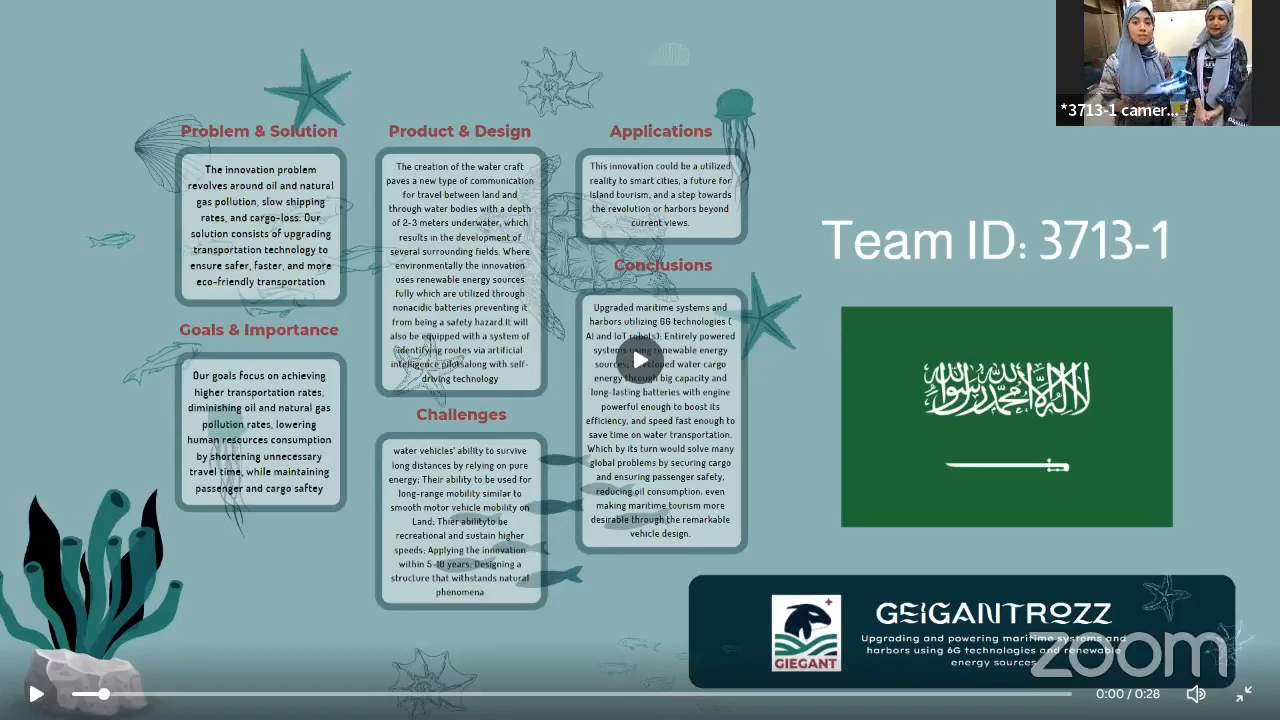 *3713-1 camer...
Problem & Solution
The innovation problem
revolves around oil and natural
gas pollution, slow shipping
rates, and cargo-loss. Our
solution consists of upgrading
transportation technology to
ensure safer, faster, and more
eco-friendly transportation
Goals & Importance
Our goals focus on achieving
higher transportation rates,
diminishing oil and natural gas
pollution rates, lowering
human resources consumption
by shortening unnecessary
travel time, while maintaining
passenger and cargo saftey
Product & Design
The creation of the water craft
paves a new type of communication
for travel between land and
through water bodies with a depth
of 2-3 meters underwater, which
results in the development of
several surrounding fields. Where
environmentally the innovation
uses renewable energy sources
fully which are utilized through
nonacidic batteries preventing it
from being a safety hazard.It will
also be equipped with a system of
identifying routes via artificial
intelligence pilotsalong with self-
driving technology
Challenges
water vehicles' ability to survive
long distances by relying on pure
energy; Their ability to be used for
long-range mobility similar to
smooth motor vehicle mobility on
Land; Thier abilityto be
recreational and sustain higher
speeds; Applying the innovation
within 5-10 years. Designing a
structure that withstands natural
phenomena
Applications
This innovation could be a utilized
reality to smart cities, a future for
island tourism, and a step towards
the revolution or harbors beyond
current views.
Conclusions
Upgraded maritime systems and
harbors utilizing 6G technologies (
AI and IoT robots); Entirely powered
systems using renewable energy
sources; Developed water cargo
energy through big capacity and
long-lasting batteries with engine
powerful enough to boost its
efficiency, and speed fast enough to
save time on water transportation.
Which by its turn would solve many
global problems by securing cargo
and ensuring passenger safety,
reducing oil consumption, even
making maritime tourism more
desirable through the remarkable
vehicle design.
Team ID: 3713-1
لا إله إلا الله محمد رسول الله
GIEGANT
GEIGANTROZZ
Upgrading and powering maritime systems and
harbors using 6G technologies and renewable
energy sources
zoom
0:00 / 0:28